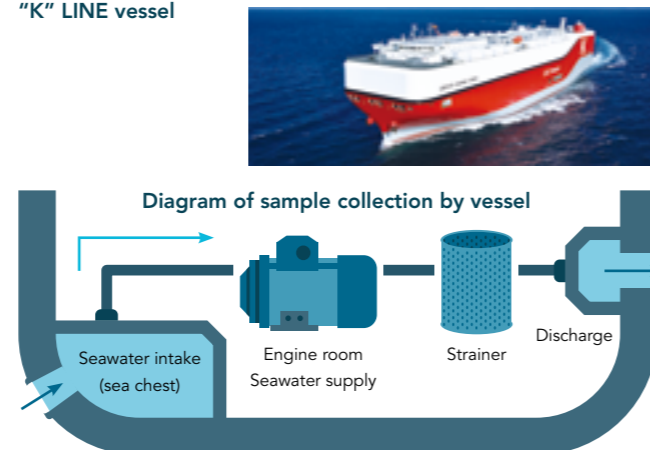 “K” LINE vessel
Diagram of sample collection by vessel
Seawater intake
(sea chest)
Engine room
Seawater supply
Strainer
Discharge